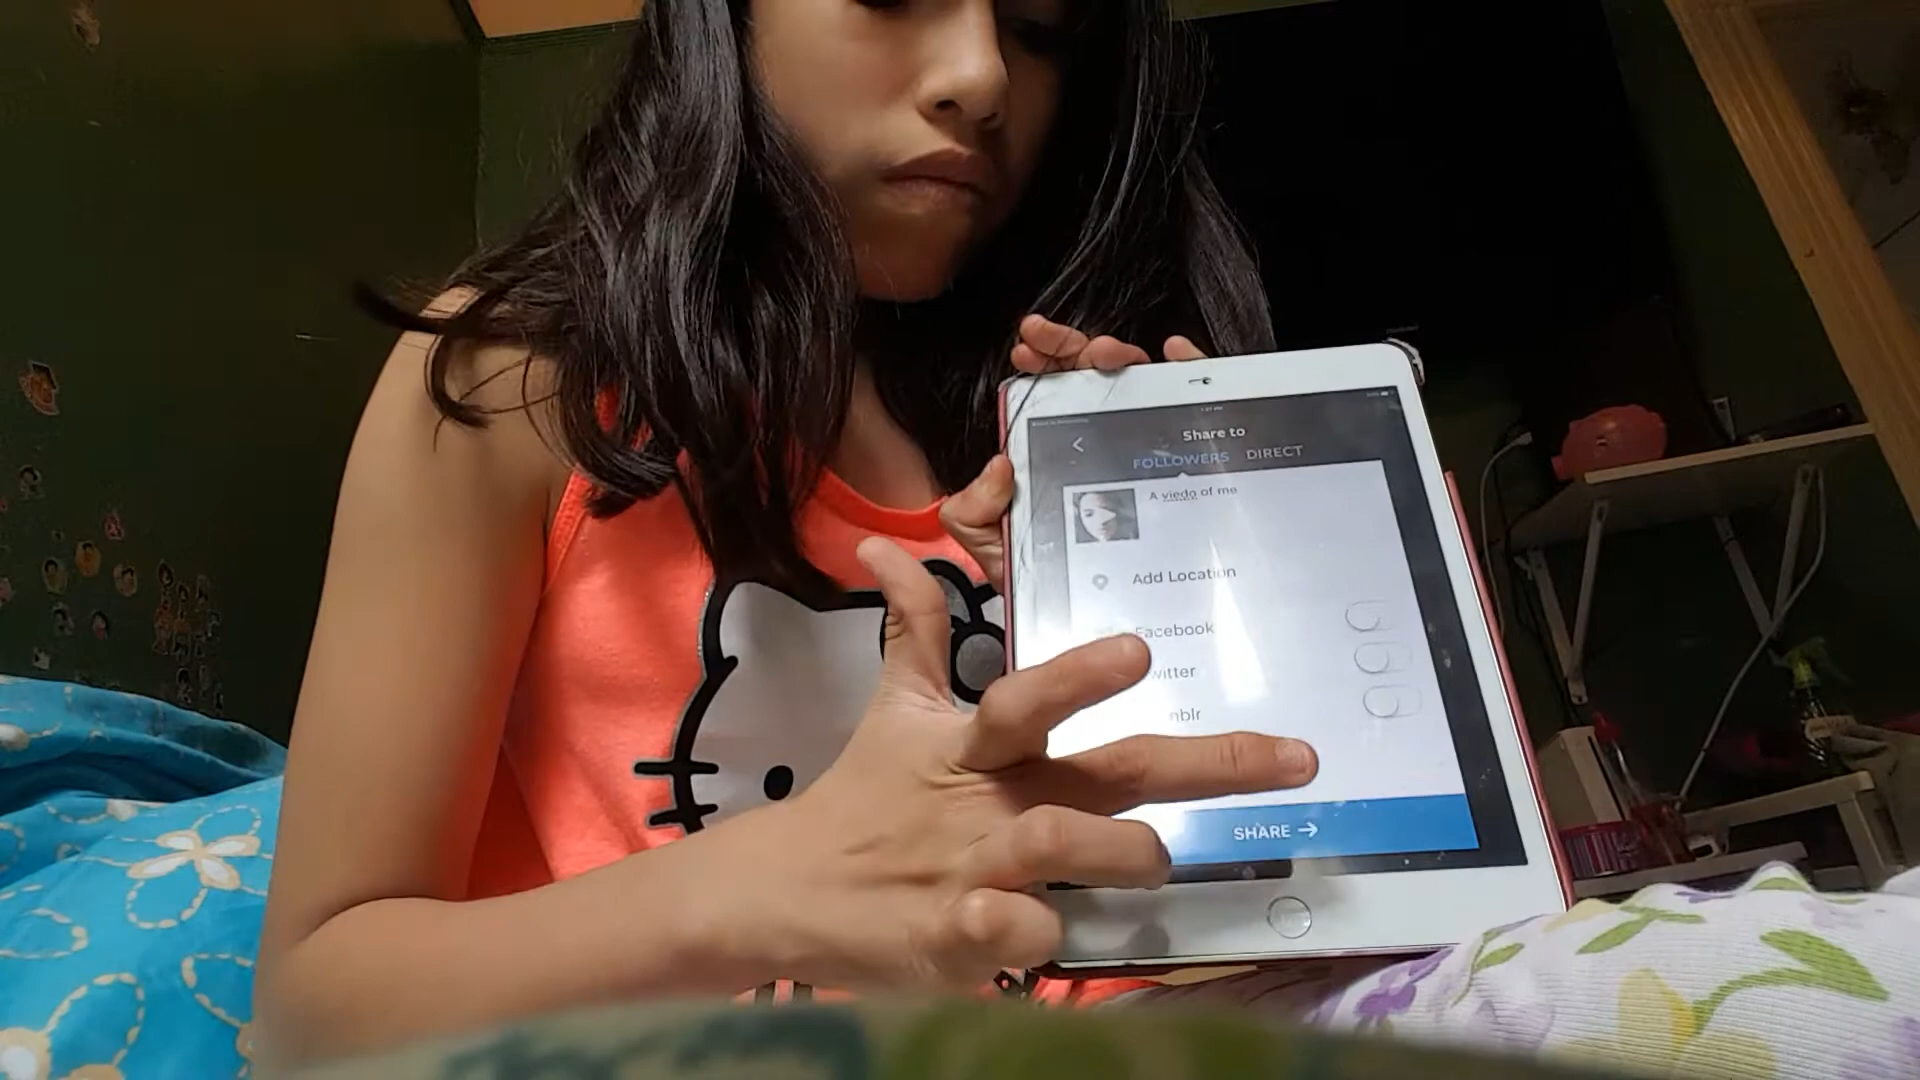 Share to
FOLLOWERS DIRECT
A viedo of me
Add Location
Facebook
witter
nblr
SHARE →